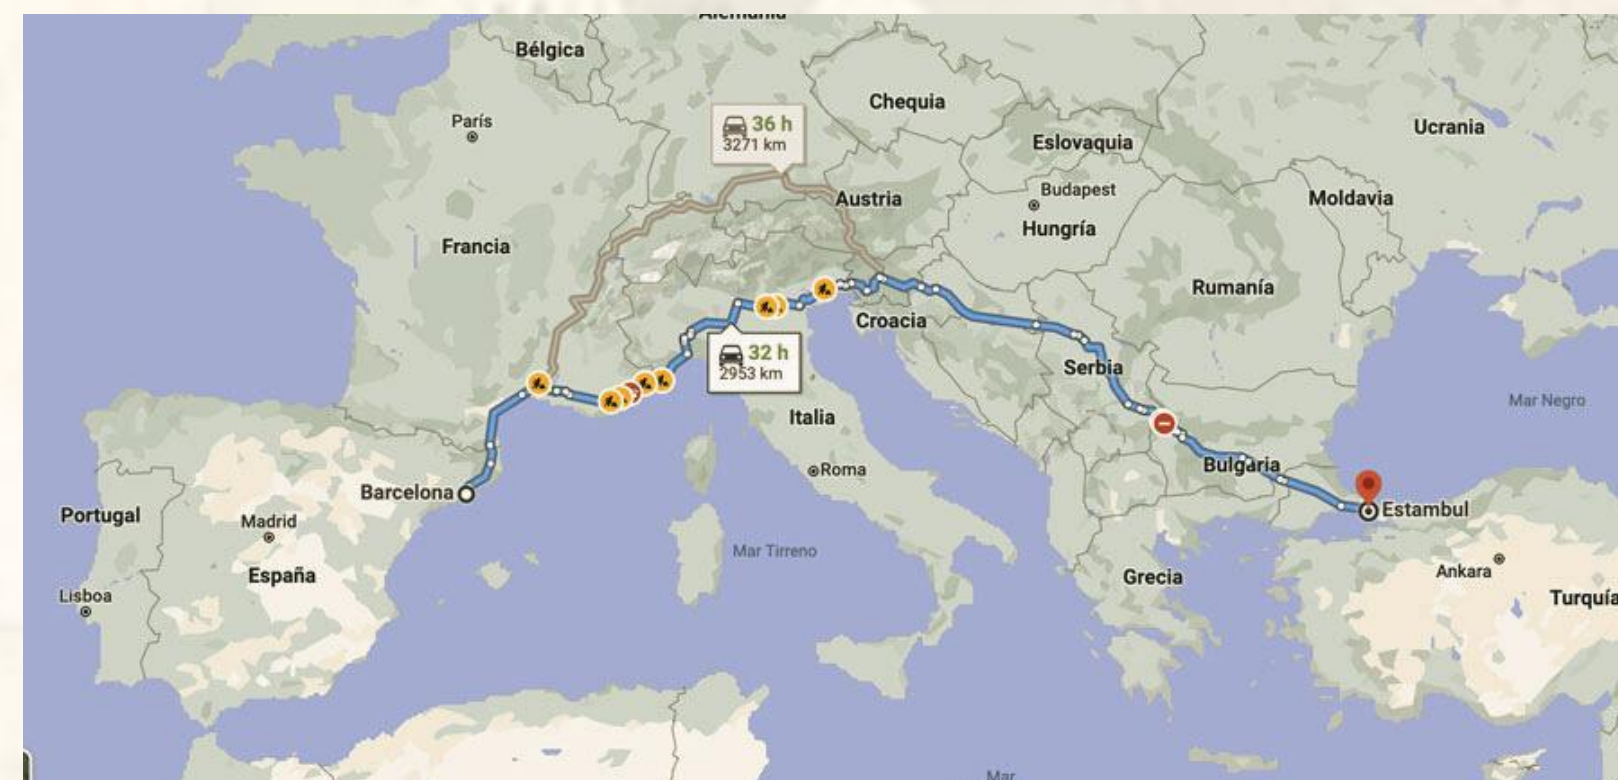 Alemania
Bélgica
Chequia
París
36 h
3271 km
Ucrania
Eslovaquia
Budapest
Austria
Moldavia
Hungría
Francia
Rumanía
Croacia
32 h
2953 km
Serbia
Mar Negro
Italia
Bulgaria
Roma
Barcelona
Estambul
Portugal
Madrid
Mar Tirreno
España
Grecia
Ankara
Lisboa
Turquía
Mar